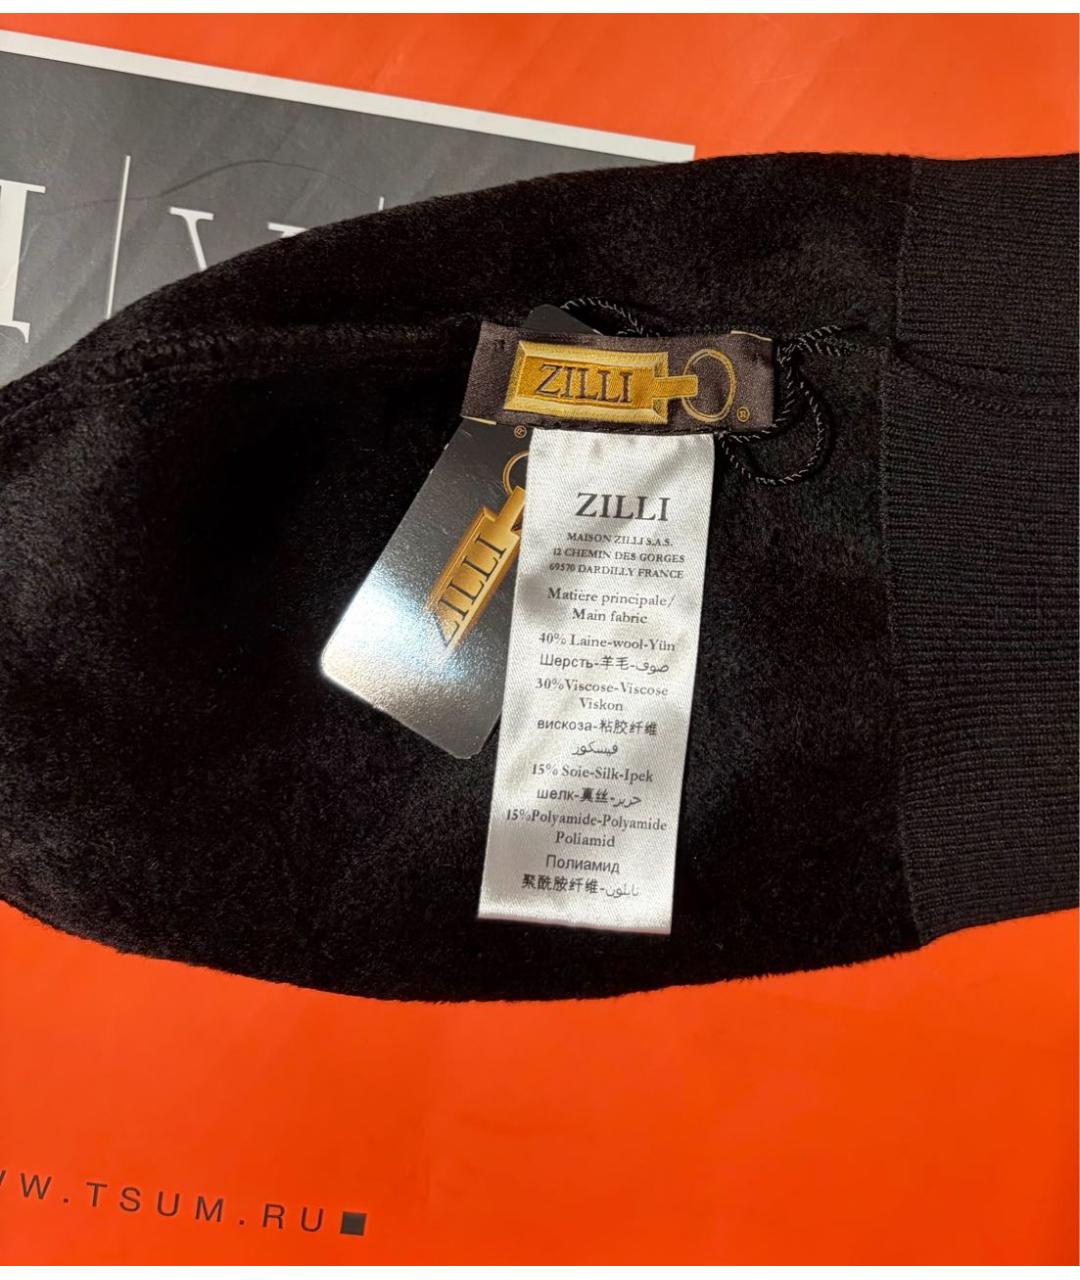 ZILLI
®
®
ZILLI
ZILLI
MAISON ZILLI S.A.S.
12 CHEMIN DES GORGES
69570 DARDILLY FRANCE
Matière principale/
Main fabric
40% Laine-wool-Yün
Шерсть-羊毛-صوف
30%Viscose-Viscose
Viskon
вискоза-粘胶纤维
فيسكوز
15% Soie-Silk-Ipek
шелк-真丝-حرير
15%Polyamide-Polyamide
Poliamid
Полиамид
聚酰胺纤维-نايلون
W.TSUM.RU